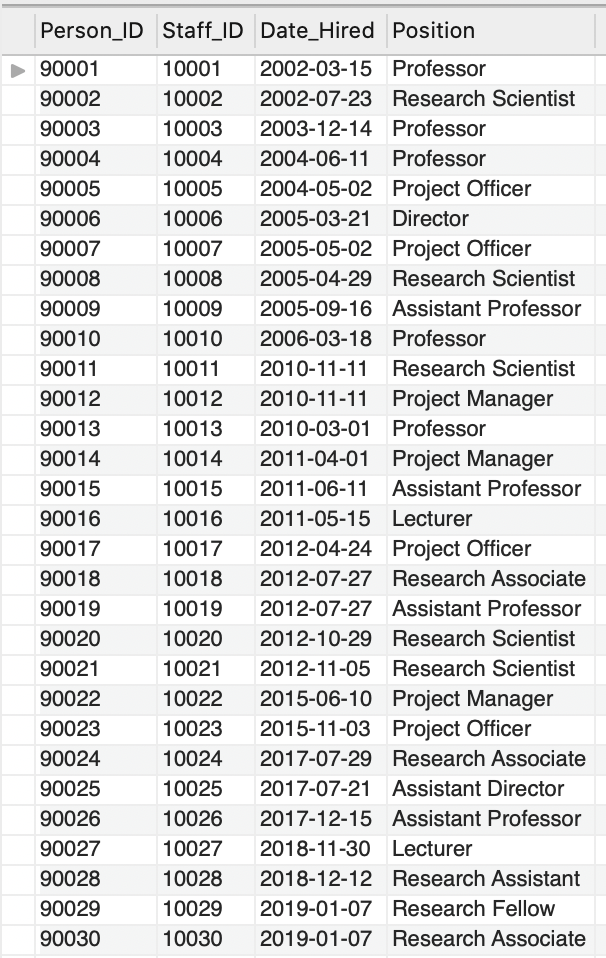 Person_ID Staff_ID Date_Hired Position
90001 10001 2002-03-15 Professor
90002 10002 2002-07-23 Research Scientist
90003 10003 2003-12-14 Professor
90004 10004 2004-06-11 Professor
90005 10005 2004-05-02 Project Officer
90006 10006 2005-03-21 Director
90007 10007 2005-05-02 Project Officer
90008 10008 2005-04-29 Research Scientist
90009 10009 2005-09-16 Assistant Professor
90010 10010 2006-03-18 Professor
90011 10011 2010-11-11 Research Scientist
90012 10012 2010-11-11 Project Manager
90013 10013 2010-03-01 Professor
90014 10014 2011-04-01 Project Manager
90015 10015 2011-06-11 Assistant Professor
90016 10016 2011-05-15 Lecturer
90017 10017 2012-04-24 Project Officer
90018 10018 2012-07-27 Research Associate
90019 10019 2012-07-27 Assistant Professor
90020 10020 2012-10-29 Research Scientist
90021 10021 2012-11-05 Research Scientist
90022 10022 2015-06-10 Project Manager
90023 10023 2015-11-03 Project Officer
90024 10024 2017-07-29 Research Associate
90025 10025 2017-07-21 Assistant Director
90026 10026 2017-12-15 Assistant Professor
90027 10027 2018-11-30 Lecturer
90028 10028 2018-12-12 Research Assistant
90029 10029 2019-01-07 Research Fellow
90030 10030 2019-01-07 Research Associate